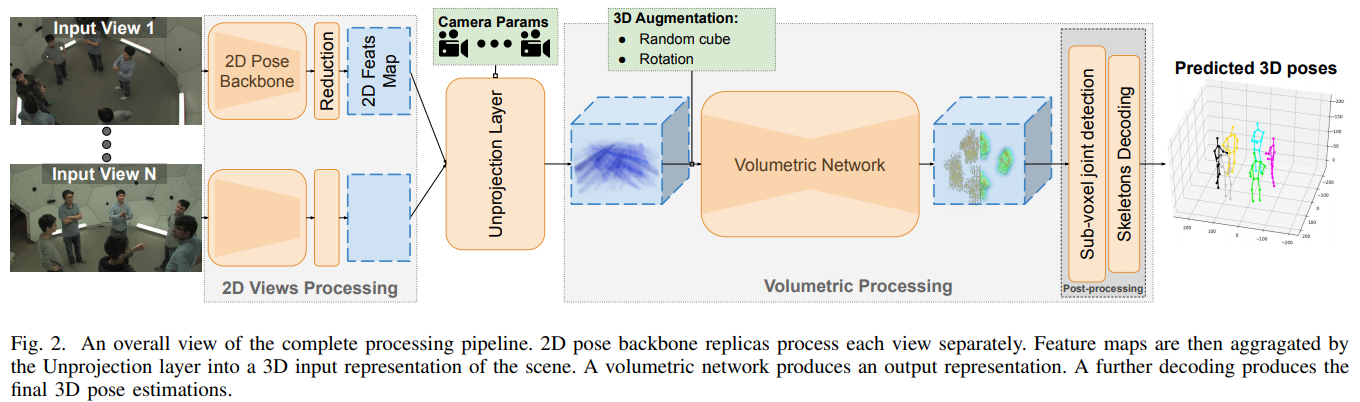 Input View 1
Input View N
2D Pose
Backbone
Reduction
2D Feats
Map
2D Views Processing
Camera Params
Unprojection Layer
3D Augmentation:
● Random cube
● Rotation
Volumetric Network
Volumetric Processing
Sub-voxel joint detection
Skeletons Decoding
Post-processing
Predicted 3D poses
Fig. 2. An overall view of the complete processing pipeline. 2D pose backbone replicas process each view separately. Feature maps are then aggragated by
the Unprojection layer into a 3D input representation of the scene. A volumetric network produces an output representation. A further decoding produces the
final 3D pose estimations.